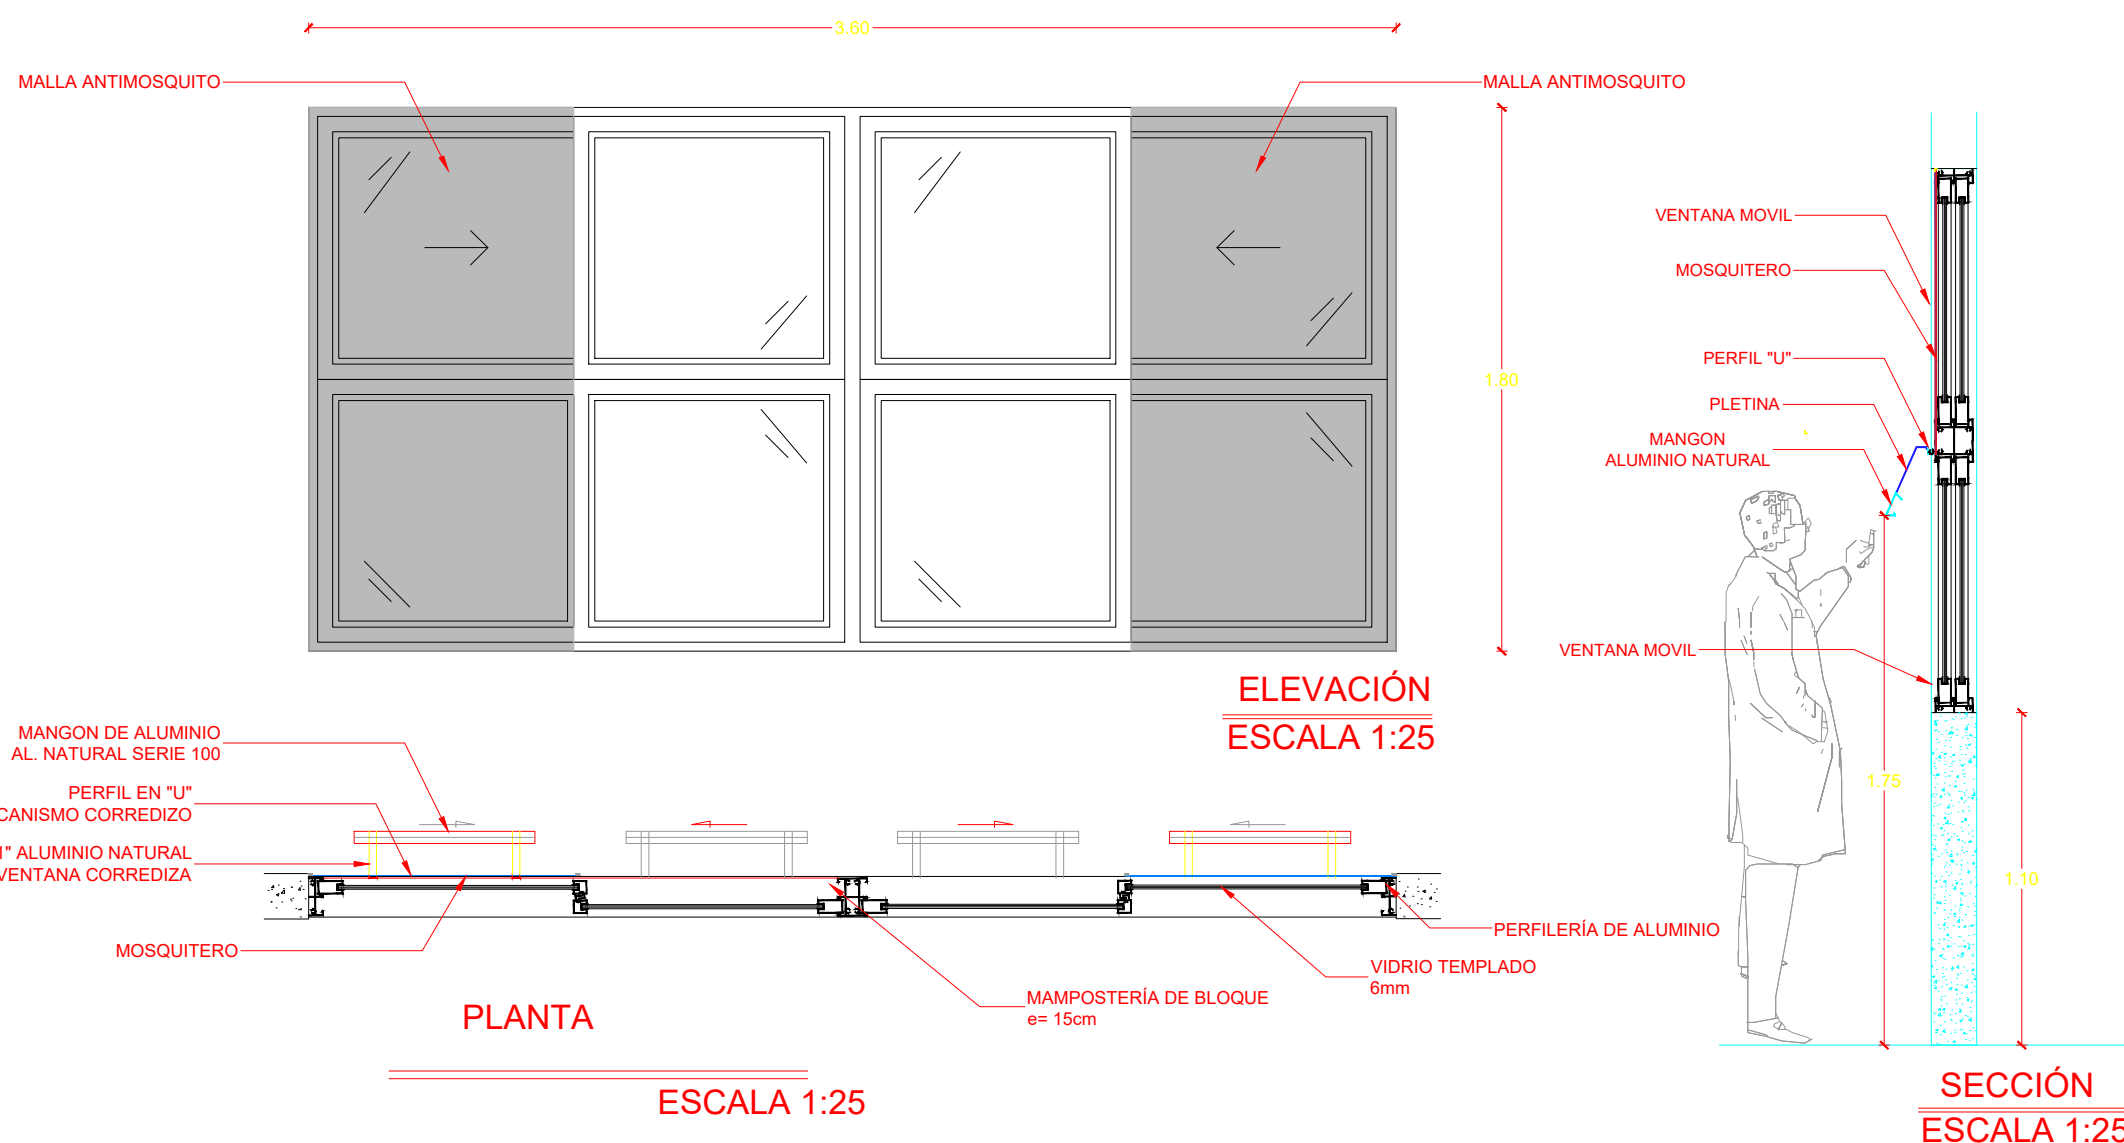 3.60
MALLA ANTIMOSQUITO
MALLA ANTIMOSQUITO
1.80
VENTANA MOVIL
MOSQUITERO
PERFIL "U"
PLETINA
MANGON
ALUMINIO NATURAL
VENTANA MOVIL
1.75
1.10
ELEVACIÓN
ESCALA 1:25
MANGON DE ALUMINIO
AL. NATURAL SERIE 100
PERFIL EN "U"
CANISMO CORREDIZO
1" ALUMINIO NATURAL
VENTANA CORREDIZA
MOSQUITERO
PERFILERÍA DE ALUMINIO
VIDRIO TEMPLADO
6mm
MAMPOSTERÍA DE BLOQUE
e= 15cm
PLANTA
ESCALA 1:25
SECCIÓN
ESCALA 1:25